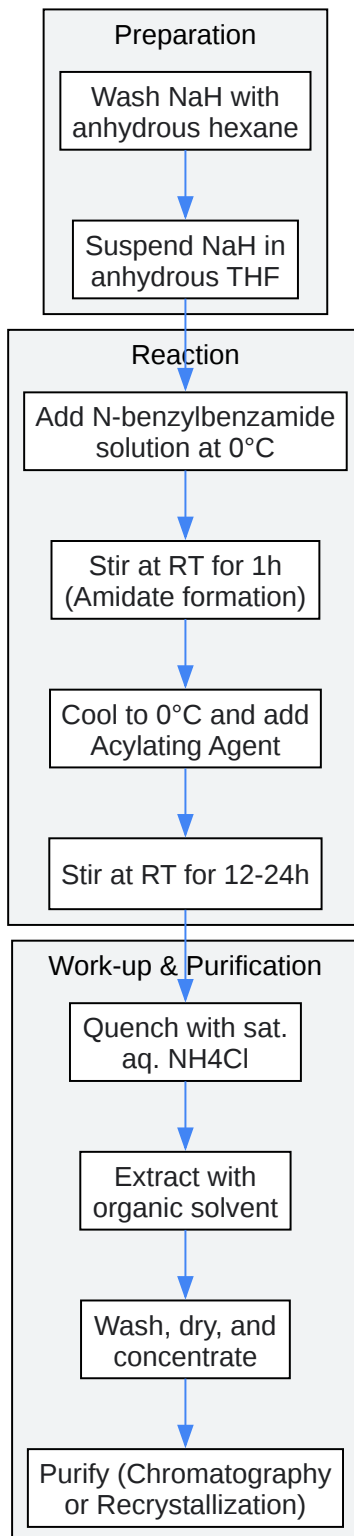 Preparation
Wash NaH with
anhydrous hexane
Suspend NaH in
anhydrous THF
Reaction
Add N-benzylbenzamide
solution at 0°C
Stir at RT for 1h
(Amidate formation)
Cool to 0°C and add
Acylating Agent
Stir at RT for 12-24h
Work-up & Purification
Quench with sat.
aq. NH4Cl
Extract with
organic solvent
Wash, dry, and
concentrate
Purify (Chromatography
or Recrystallization)